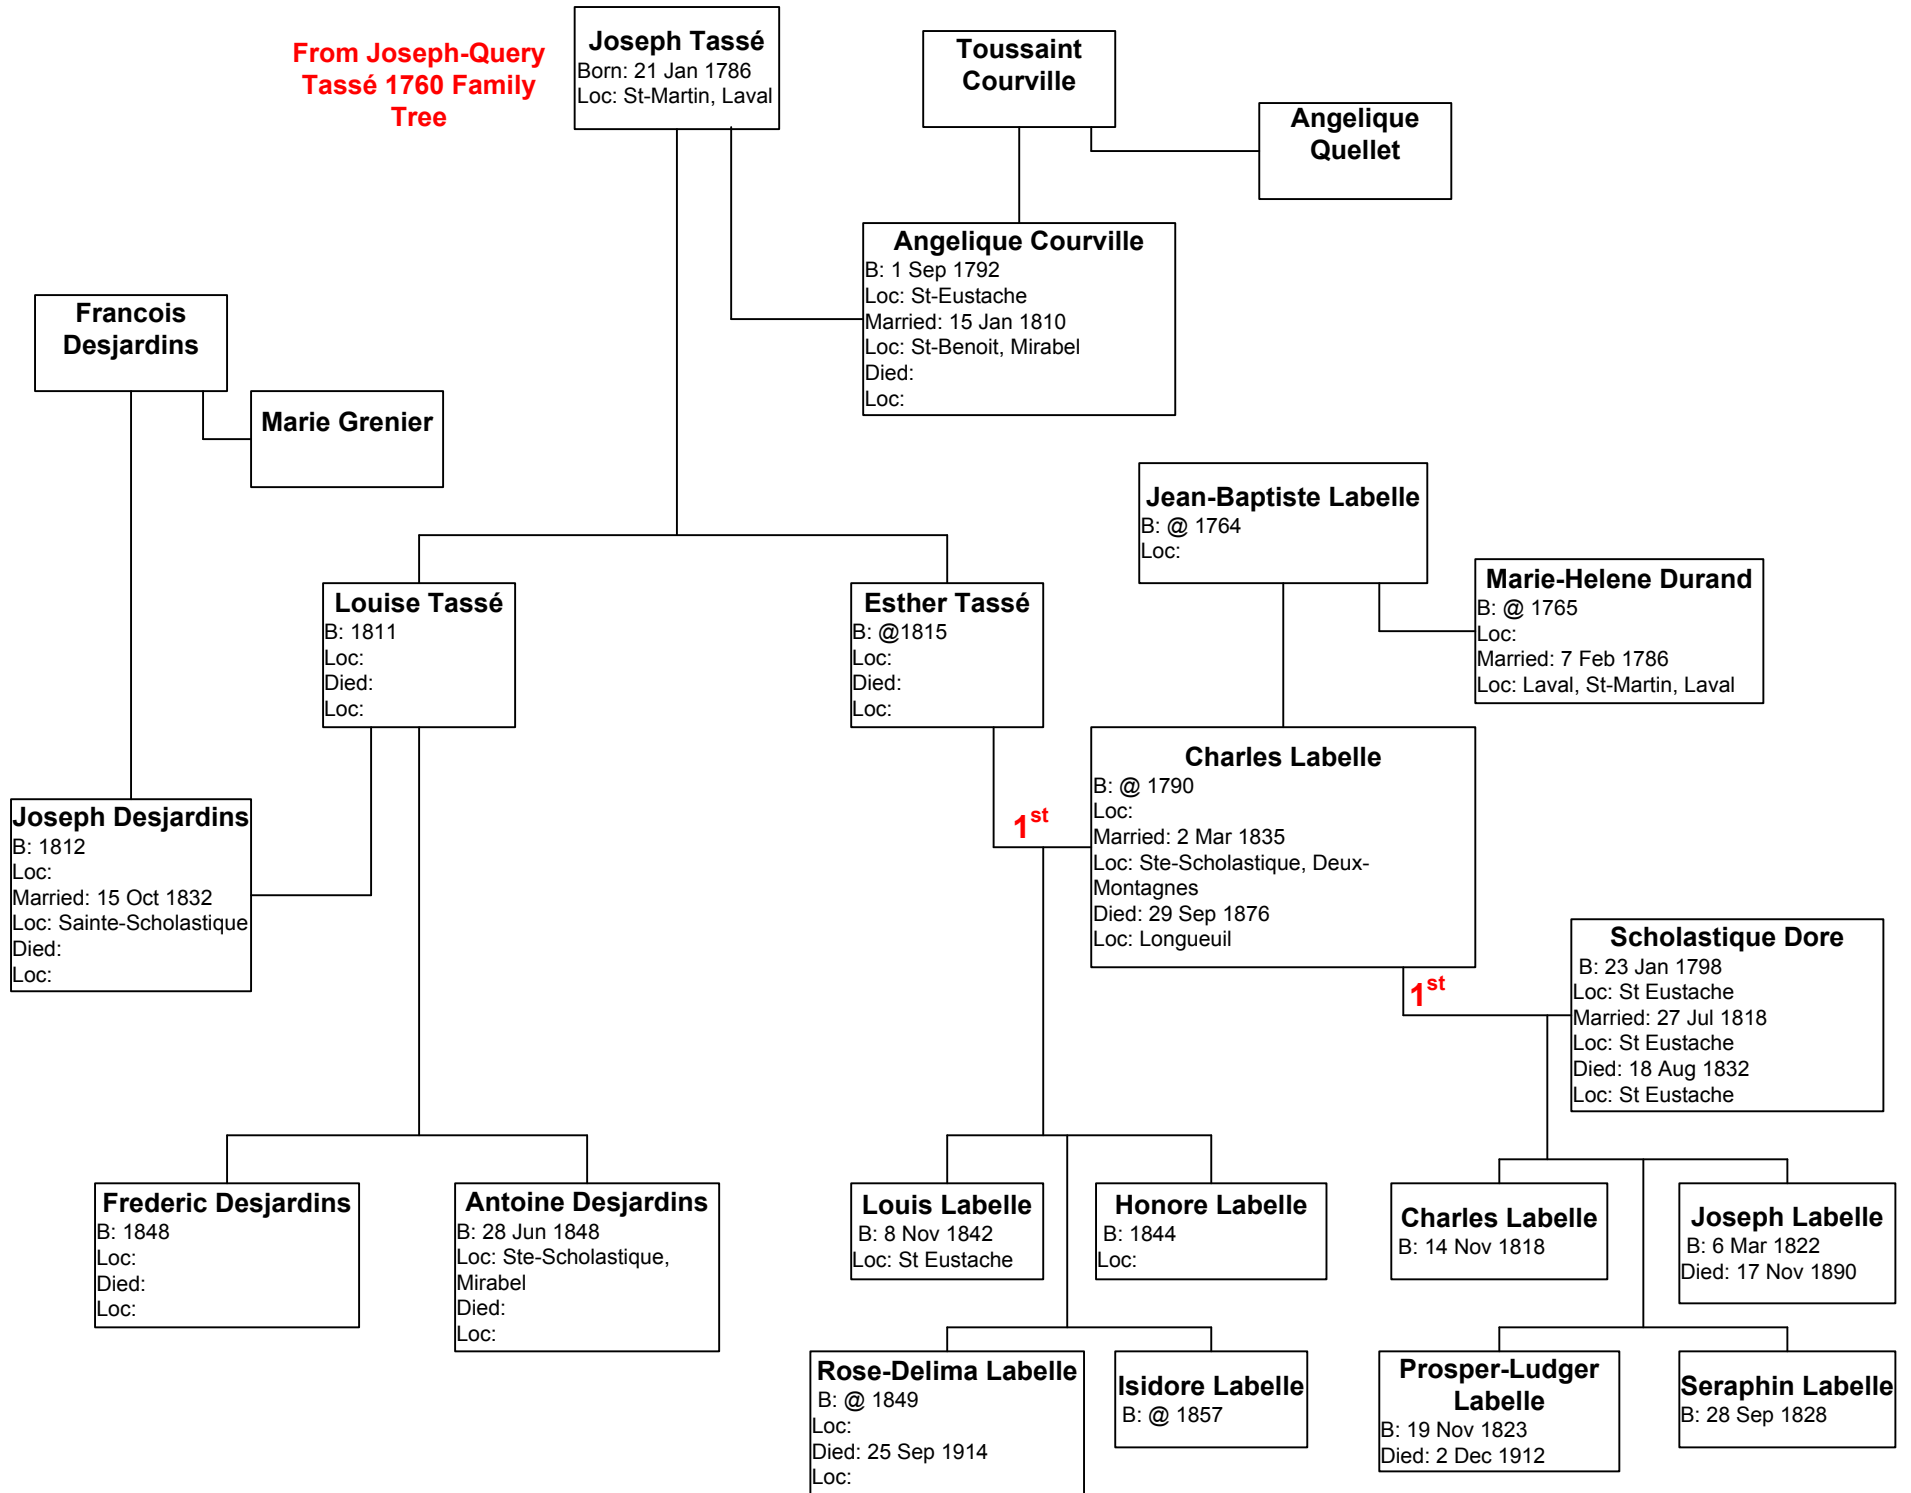 From Joseph-Query
Tassé 1760 Family
Tree
Joseph Tassé
Born: 21 Jan 1786
Loc: St-Martin, Laval
Toussaint
Courville
Angelique
Quellet
Angelique Courville
B: 1 Sep 1792
Loc: St-Eustache
Married: 15 Jan 1810
Loc: St-Benoit, Mirabel
Died:
Loc:
Francois
Desjardins
Marie Grenier
Jean-Baptiste Labelle
B: @ 1764
Loc:
Marie-Helene Durand
B: @ 1765
Loc:
Married: 7 Feb 1786
Loc: Laval, St-Martin, Laval
Louise Tassé
B: 1811
Loc:
Died:
Loc:
Esther Tassé
B: @1815
Loc:
Died:
Loc:
Charles Labelle
B: @ 1790
Loc:
Married: 2 Mar 1835
Loc: Ste-Scholastique, Deux-
Montagnes
Died: 29 Sep 1876
Loc: Longueuil
1st
Joseph Desjardins
B: 1812
Loc:
Married: 15 Oct 1832
Loc: Sainte-Scholastique
Died:
Loc:
1st
Scholastique Dore
B: 23 Jan 1798
Loc: St Eustache
Married: 27 Jul 1818
Loc: St Eustache
Died: 18 Aug 1832
Loc: St Eustache
Frederic Desjardins
B: 1848
Loc:
Died:
Loc:
Antoine Desjardins
B: 28 Jun 1848
Loc: Ste-Scholastique,
Mirabel
Died:
Loc:
Louis Labelle
B: 8 Nov 1842
Loc: St Eustache
Honore Labelle
B: 1844
Loc:
Charles Labelle
B: 14 Nov 1818
Joseph Labelle
B: 6 Mar 1822
Died: 17 Nov 1890
Rose-Delima Labelle
B: @ 1849
Loc:
Died: 25 Sep 1914
Loc:
Isidore Labelle
B: @ 1857
Prosper-Ludger
Labelle
B: 19 Nov 1823
Died: 2 Dec 1912
Seraphin Labelle
B: 28 Sep 1828